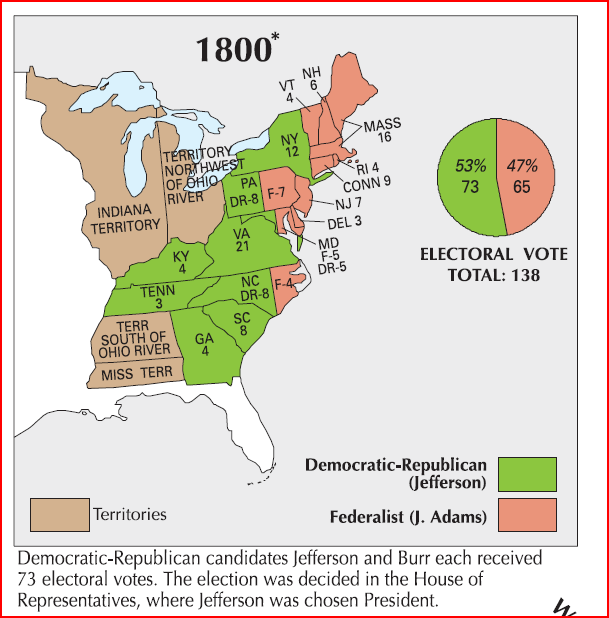 1800*
NH
6
VT
4
MASS
16
NY
12
RI 4
CONN 9
NJ 7
DEL 3
MD
F-5
DR-5
PA
DR-8
F-7
TERRITORY
NORTHWEST
OF OHIO
RIVER
INDIANA
TERRITORY
VA
21
KY
4
TENN
3
NC
DR-8
F-4
SC
8
GA
4
TERR
SOUTH OF
OHIO RIVER
MISS TERR
53%
73
47%
65
ELECTORAL VOTE
TOTAL: 138
Democratic-Republican
(Jefferson)
Federalist (J. Adams)
Territories
Democratic-Republican candidates Jefferson and Burr each received
73 electoral votes. The election was decided in the House of
Representatives, where Jefferson was chosen President.